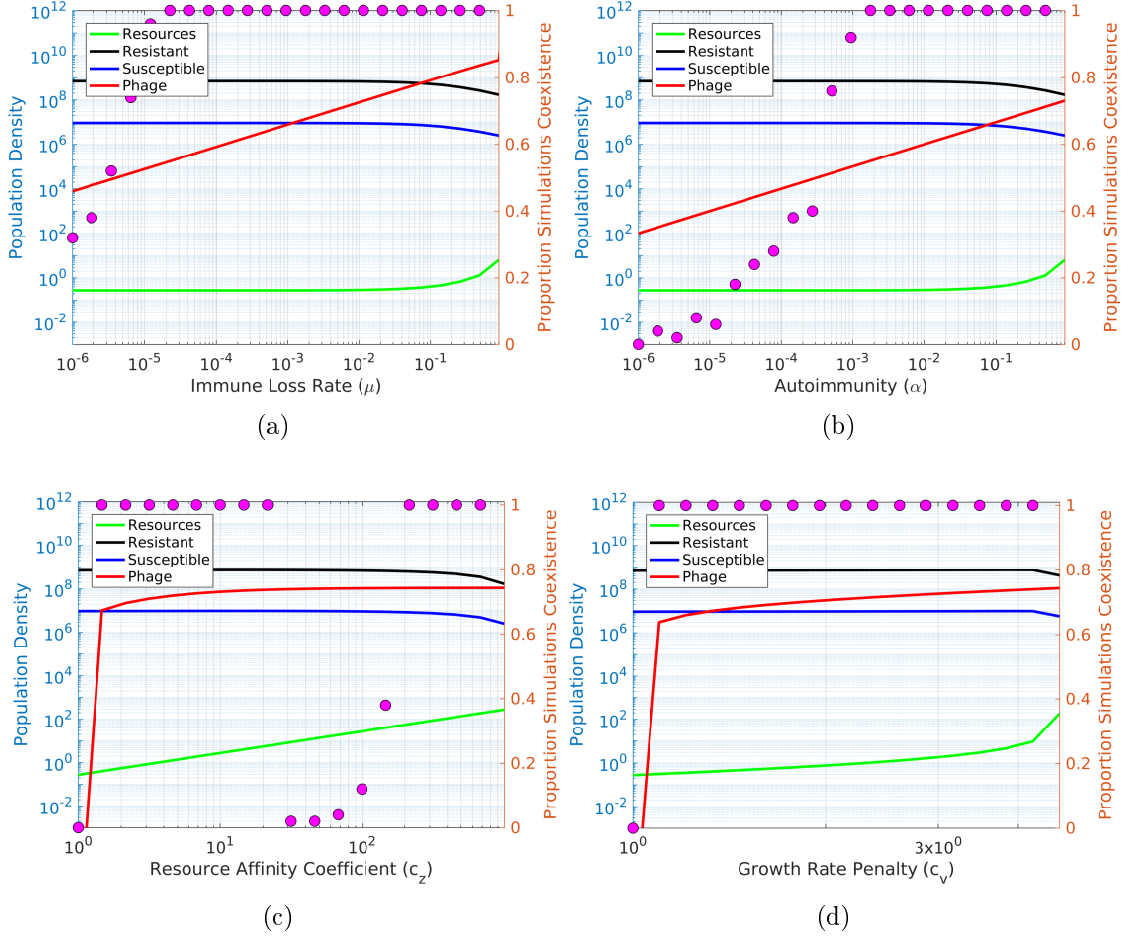 10^12
10^10
10^8
10^6
10^4
10^2
10^0
10^-2
Population Density
Resources
Resistant
Susceptible
Phage
1
0.8
0.6
0.4
0.2
0
Proportion Simulations Coexistence
10^-6
10^-5
10^-4
10^-3
10^-2
10^-1
Immune Loss Rate (μ)
(a)
10^12
10^10
10^8
10^6
10^4
10^2
10^0
10^-2
Population Density
Resources
Resistant
Susceptible
Phage
1
0.8
0.6
0.4
0.2
0
Proportion Simulations Coexistence
10^-6
10^-5
10^-4
10^-3
10^-2
10^-1
Autoimmunity (α)
(b)
10^12
10^10
10^8
10^6
10^4
10^2
10^0
10^-2
Population Density
Resources
Resistant
Susceptible
Phage
1
0.8
0.6
0.4
0.2
0
Proportion Simulations Coexistence
10^0
10^1
10^2
Resource Affinity Coefficient (c_z)
(c)
10^12
10^10
10^8
10^6
10^4
10^2
10^0
10^-2
Population Density
Resources
Resistant
Susceptible
Phage
1
0.8
0.6
0.4
0.2
0
Proportion Simulations Coexistence
10^0
3x10^0
Growth Rate Penalty (c_v)
(d)